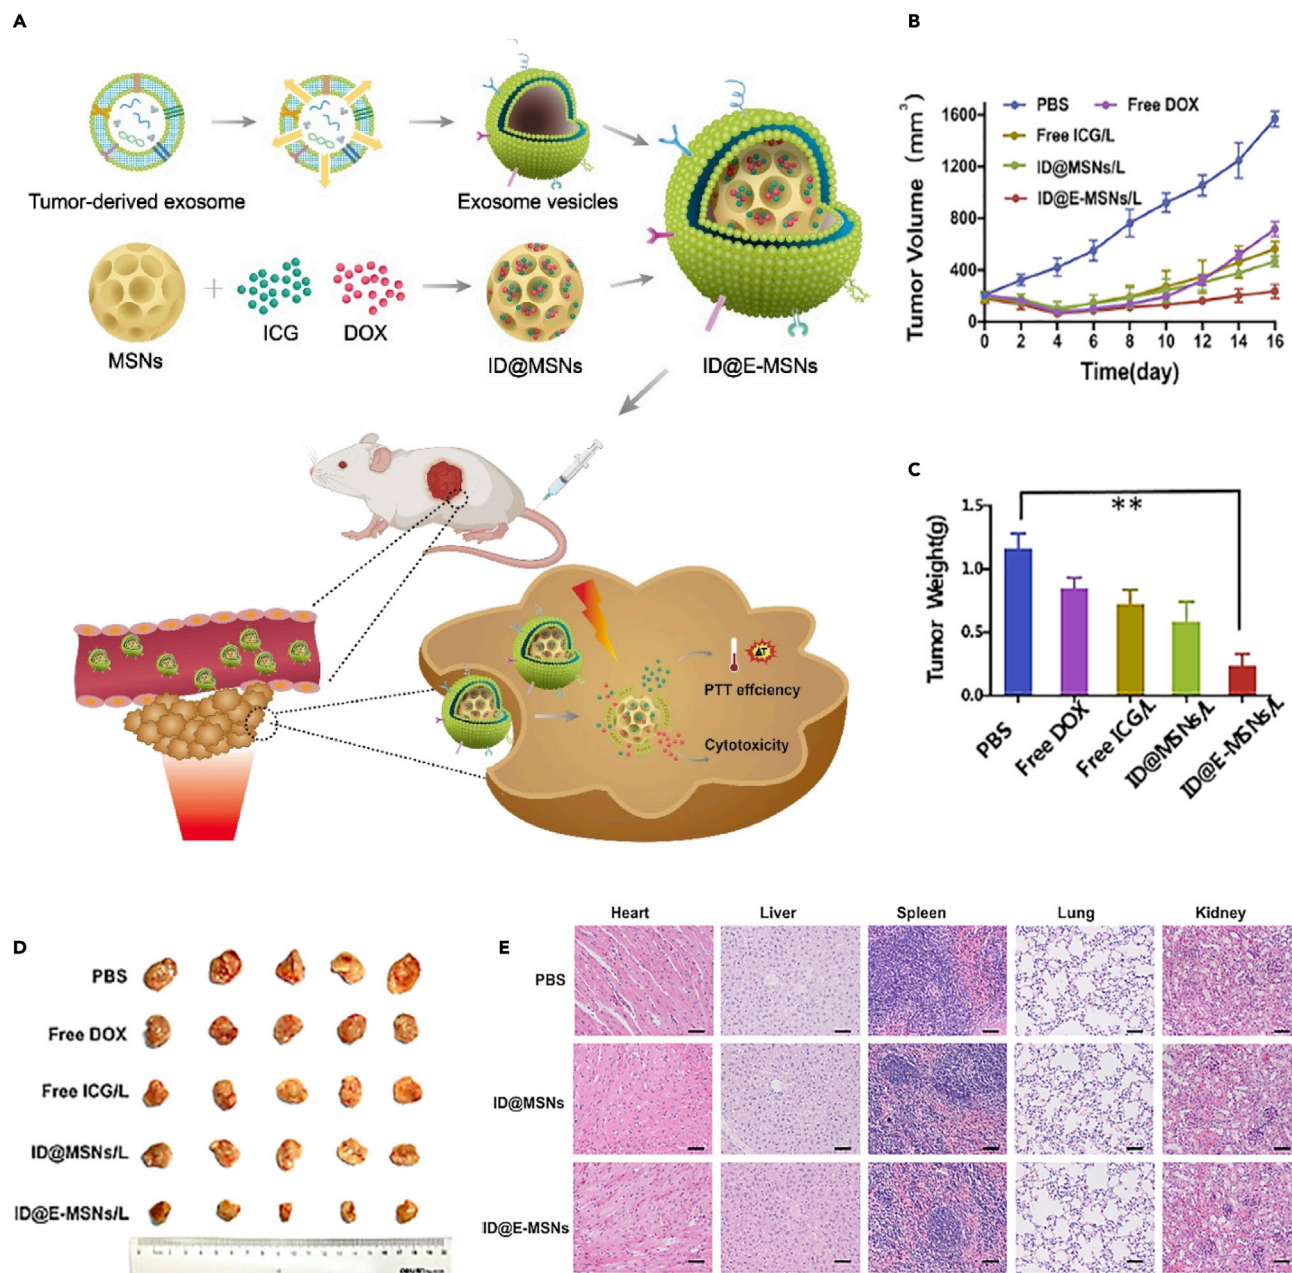 A
Tumor-derived exosome
Exosome vesicles
MSNs
+
ICG
DOX
ID@MSNs
ID@E-MSNs
ΔT
PTT effciency
Cytotoxicity
B
Tumor Volume (mm³)
1600
1200
800
400
0
PBS
Free DOX
Free ICG/L
ID@MSNs/L
ID@E-MSNs/L
0 2 4 6 8 10 12 14 16
Time(day)
C
Tumor Weight(g)
1.5
1.0
0.5
0.0
**
PBS
Free DOX
Free ICG/L
ID@MSNs/L
ID@E-MSNs/L
D
PBS
Free DOX
Free ICG/L
ID@MSNs/L
ID@E-MSNs/L
E
Heart Liver Spleen Lung Kidney
PBS
ID@MSNs
ID@E-MSNs